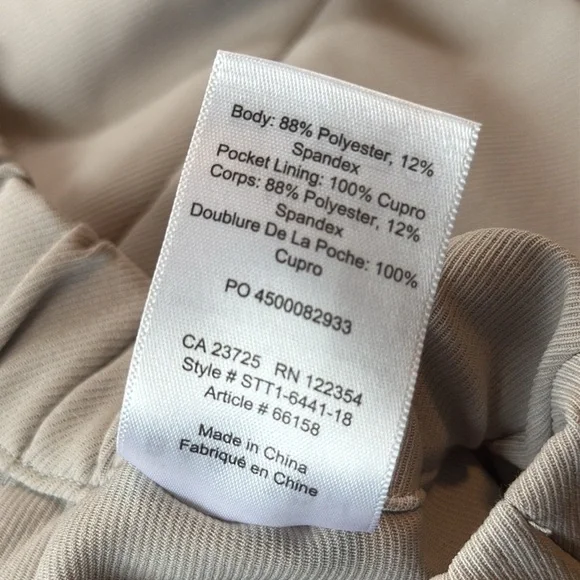 Body: 88% Polyester, 12%
Spandex
Pocket Lining: 100% Cupro
Corps: 88% Polyester, 12%
Spandex
Doublure De La Poche: 100%
Cupro
PO 4500082933
CA 23725 RN 122354
Style # STT1-6441-18
Article # 66158
Made in China
Fabriqué en Chine